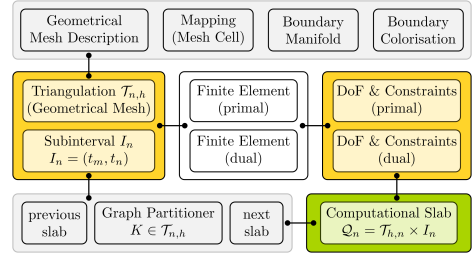 Geometrical
Mesh Description
Mapping
(Mesh Cell)
Boundary
Manifold
Boundary
Colorisation
Triangulation 𝒯n,h
(Geometrical Mesh)
Subinterval In
In = (tm, tn)
Finite Element
(primal)
Finite Element
(dual)
DoF & Constraints
(primal)
DoF & Constraints
(dual)
previous
slab
Graph Partitioner
K ∈ 𝒯n,h
next
slab
Computational Slab
𝒬n = 𝒯h,n × In